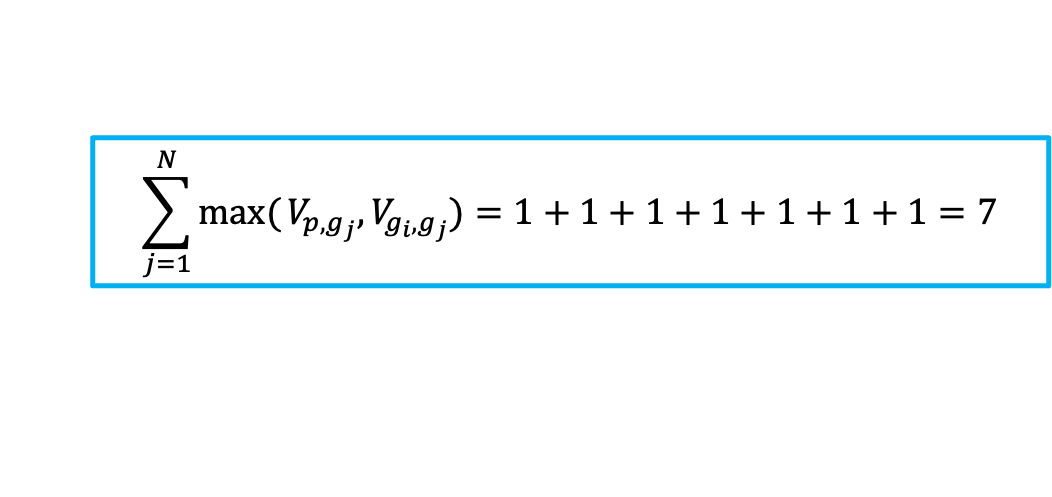 N
∑ max(V_{p,g_j}, V_{g_i,g_j}) = 1 + 1 + 1 + 1 + 1 + 1 + 1 = 7
j=1